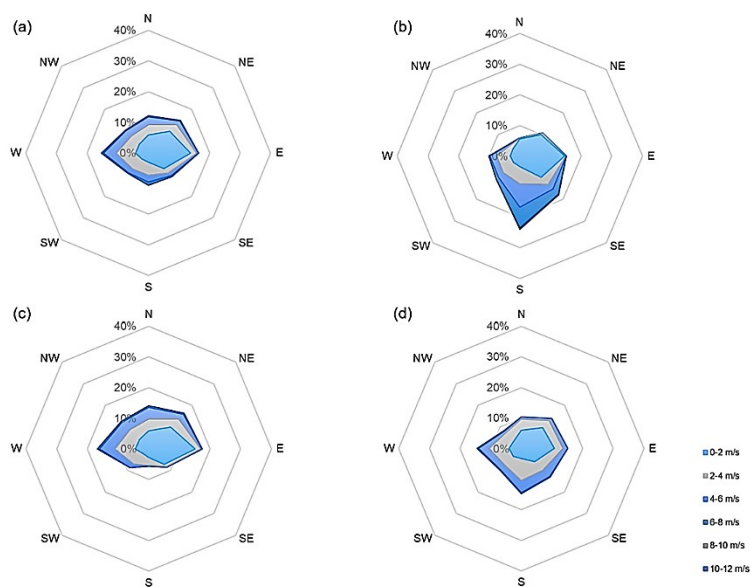 (a)
N
40%
NW
NE
30%
20%
10%
W
0%
E
SW
SE
S
(b)
N
40%
NW
NE
30%
20%
10%
W
0%
E
SW
SE
S
(c)
N
40%
NW
NE
30%
20%
10%
W
0%
E
SW
SE
S
(d)
N
40%
NW
NE
30%
20%
10%
W
0%
E
SW
SE
S
0-2 m/s
2-4 m/s
4-6 m/s
6-8 m/s
8-10 m/s
10-12 m/s